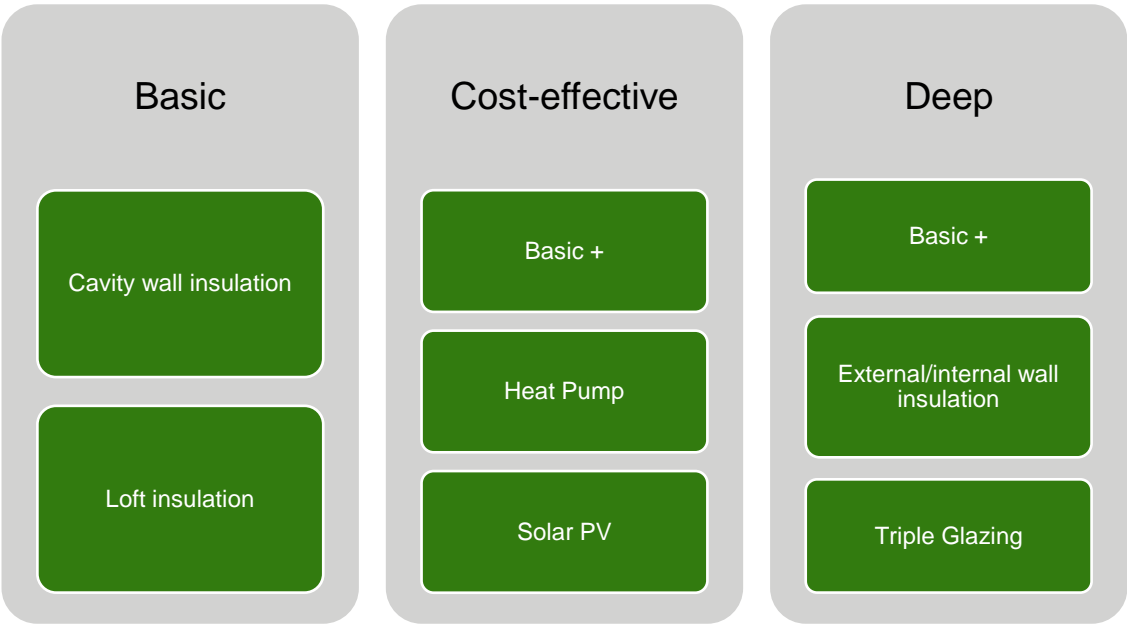 Basic
Cavity wall insulation
Loft insulation
Cost-effective
Basic +
Heat Pump
Solar PV
Deep
Basic +
External/internal wall
insulation
Triple Glazing